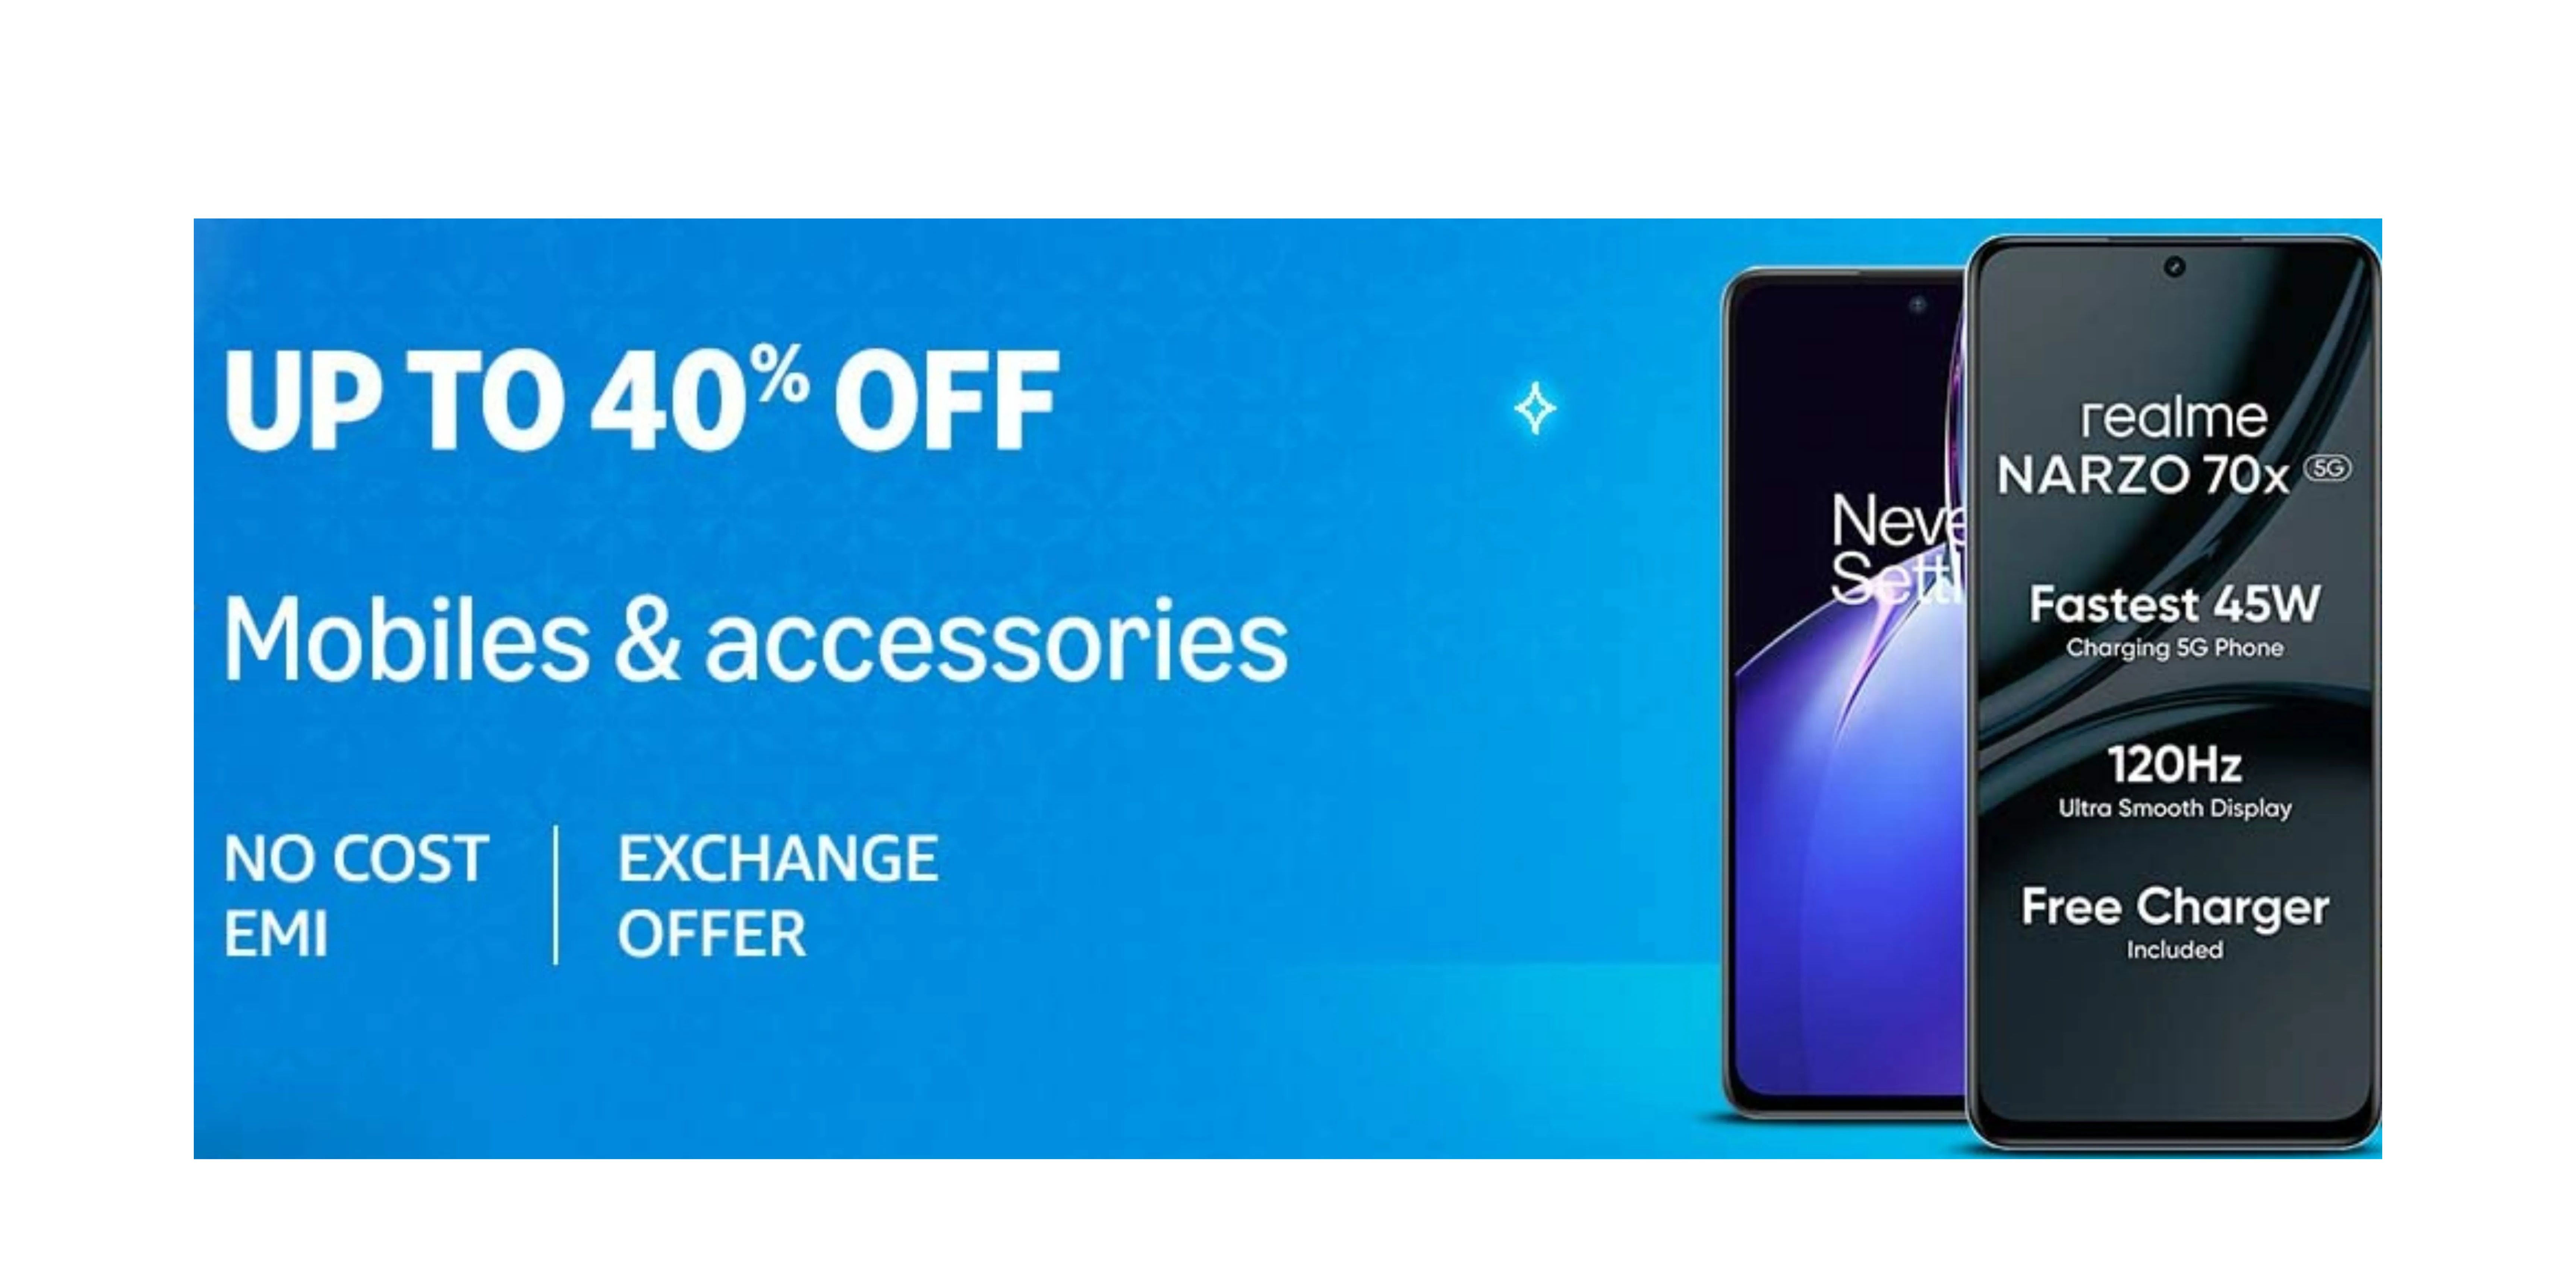 UP TO 40% OFF
Mobiles & accessories
NO COST
EMI
EXCHANGE
OFFER
realme
NARZO 70x 5G
Fastest 45W
Charging 5G Phone
120Hz
Ultra Smooth Display
Free Charger
Included